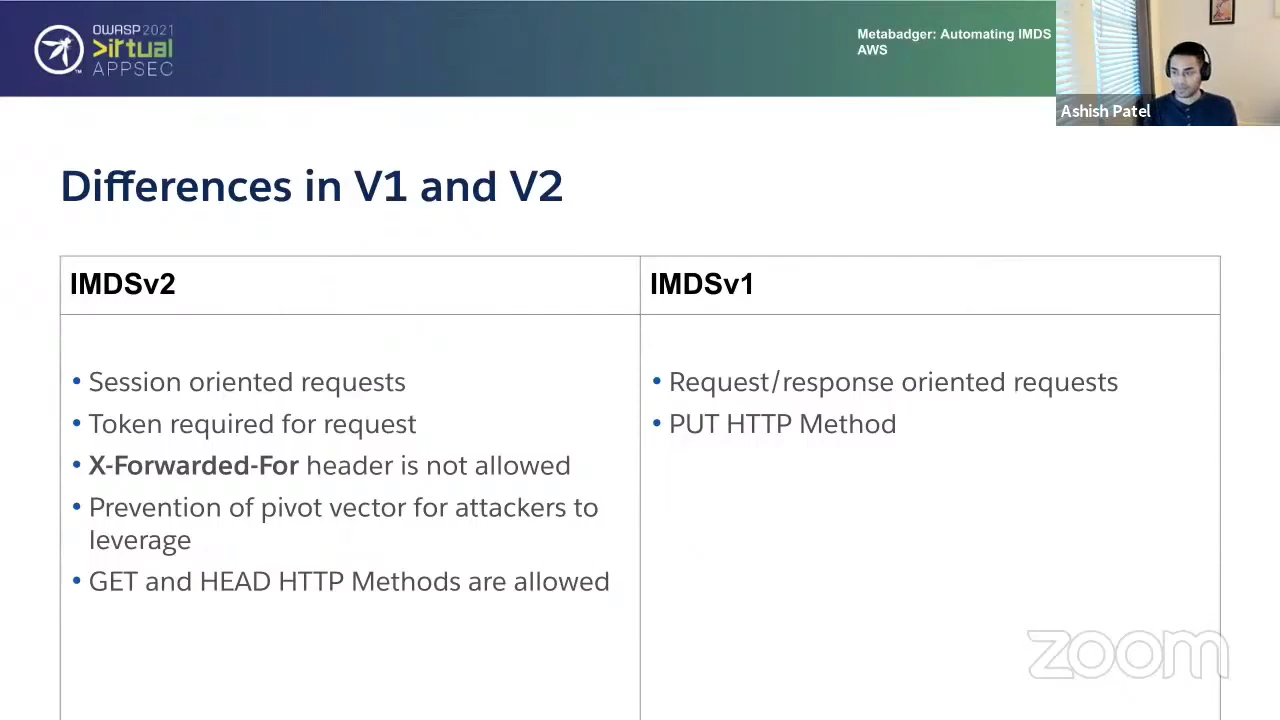 OWASP2021
>irtual
APPSEC
Metabadger: Automating IMDS
AWS
Ashish Patel
Differences in V1 and V2
IMDSv2
IMDSv1
• Session oriented requests
• Token required for request
• X-Forwarded-For header is not allowed
• Prevention of pivot vector for attackers to
leverage
• GET and HEAD HTTP Methods are allowed
• Request/response oriented requests
• PUT HTTP Method
zoom